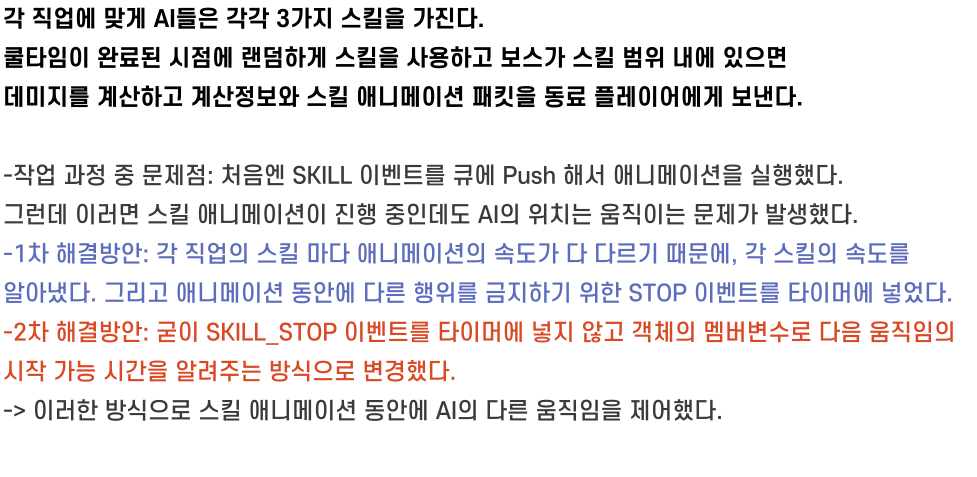 각 직업에 맞게 AI들은 각각 3가지 스킬을 가진다.
쿨타임이 완료된 시점에 랜덤하게 스킬을 사용하고 보스가 스킬 범위 내에 있으면
데미지를 계산하고 계산정보와 스킬 애니메이션 패킷을 동료 플레이어에게 보낸다.
-작업 과정 중 문제점: 처음엔 SKILL 이벤트를 큐에 Push 해서 애니메이션을 실행했다.
그런데 이러면 스킬 애니메이션이 진행 중인데도 AI의 위치는 움직이는 문제가 발생했다.
-1차 해결방안: 각 직업의 스킬 마다 애니메이션의 속도가 다 다르기 때문에, 각 스킬의 속도를
알아냈다. 그리고 애니메이션 동안에 다른 행위를 금지하기 위한 STOP 이벤트를 타이머에 넣었다.
-2차 해결방안: 굳이 SKILL_STOP 이벤트를 타이머에 넣지 않고 객체의 멤버변수로 다음 움직임의
시작 가능 시간을 알려주는 방식으로 변경했다.
-> 이러한 방식으로 스킬 애니메이션 동안에 AI의 다른 움직임을 제어했다.